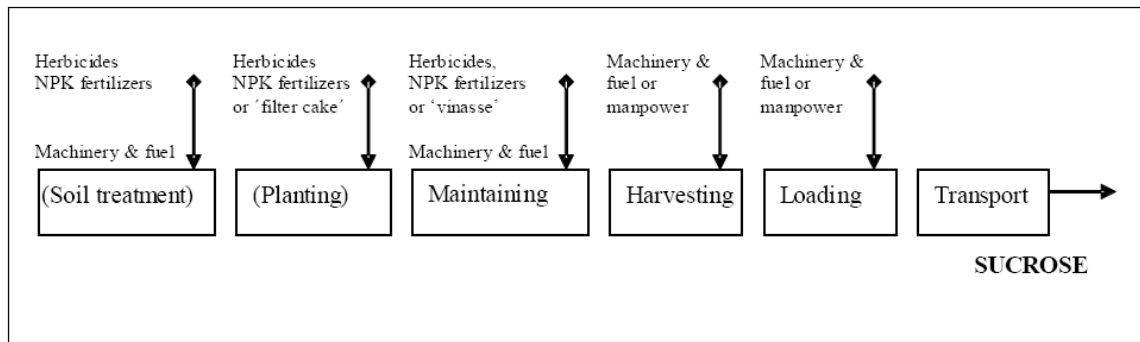 Herbicides
NPK fertilizers
Machinery & fuel
(Soil treatment)
Herbicides
NPK fertilizers
or ´filter cake´
(Planting)
Herbicides,
NPK fertilizers
or ‘vinasse’
Machinery & fuel
Maintaining
Machinery &
fuel or
manpower
Harvesting
Machinery &
fuel or
manpower
Loading
Transport
SUCROSE